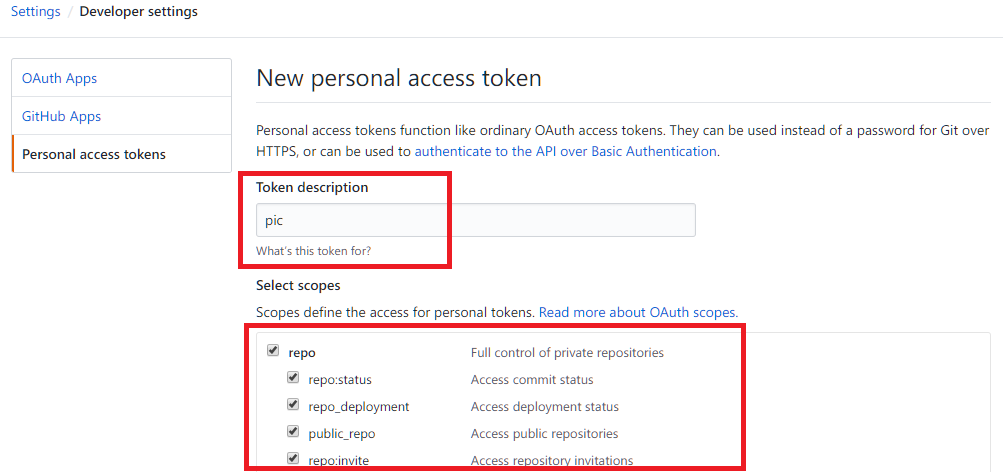 Settings / Developer settings
OAuth Apps
GitHub Apps
Personal access tokens
New personal access token
Personal access tokens function like ordinary OAuth access tokens. They can be used instead of a password for Git over
HTTPS, or can be used to authenticate to the API over Basic Authentication.
Token description
pic
What's this token for?
Select scopes
Scopes define the access for personal tokens. Read more about OAuth scopes.
repo Full control of private repositories
repo:status Access commit status
repo_deployment Access deployment status
public_repo Access public repositories
repo:invite Access repository invitations